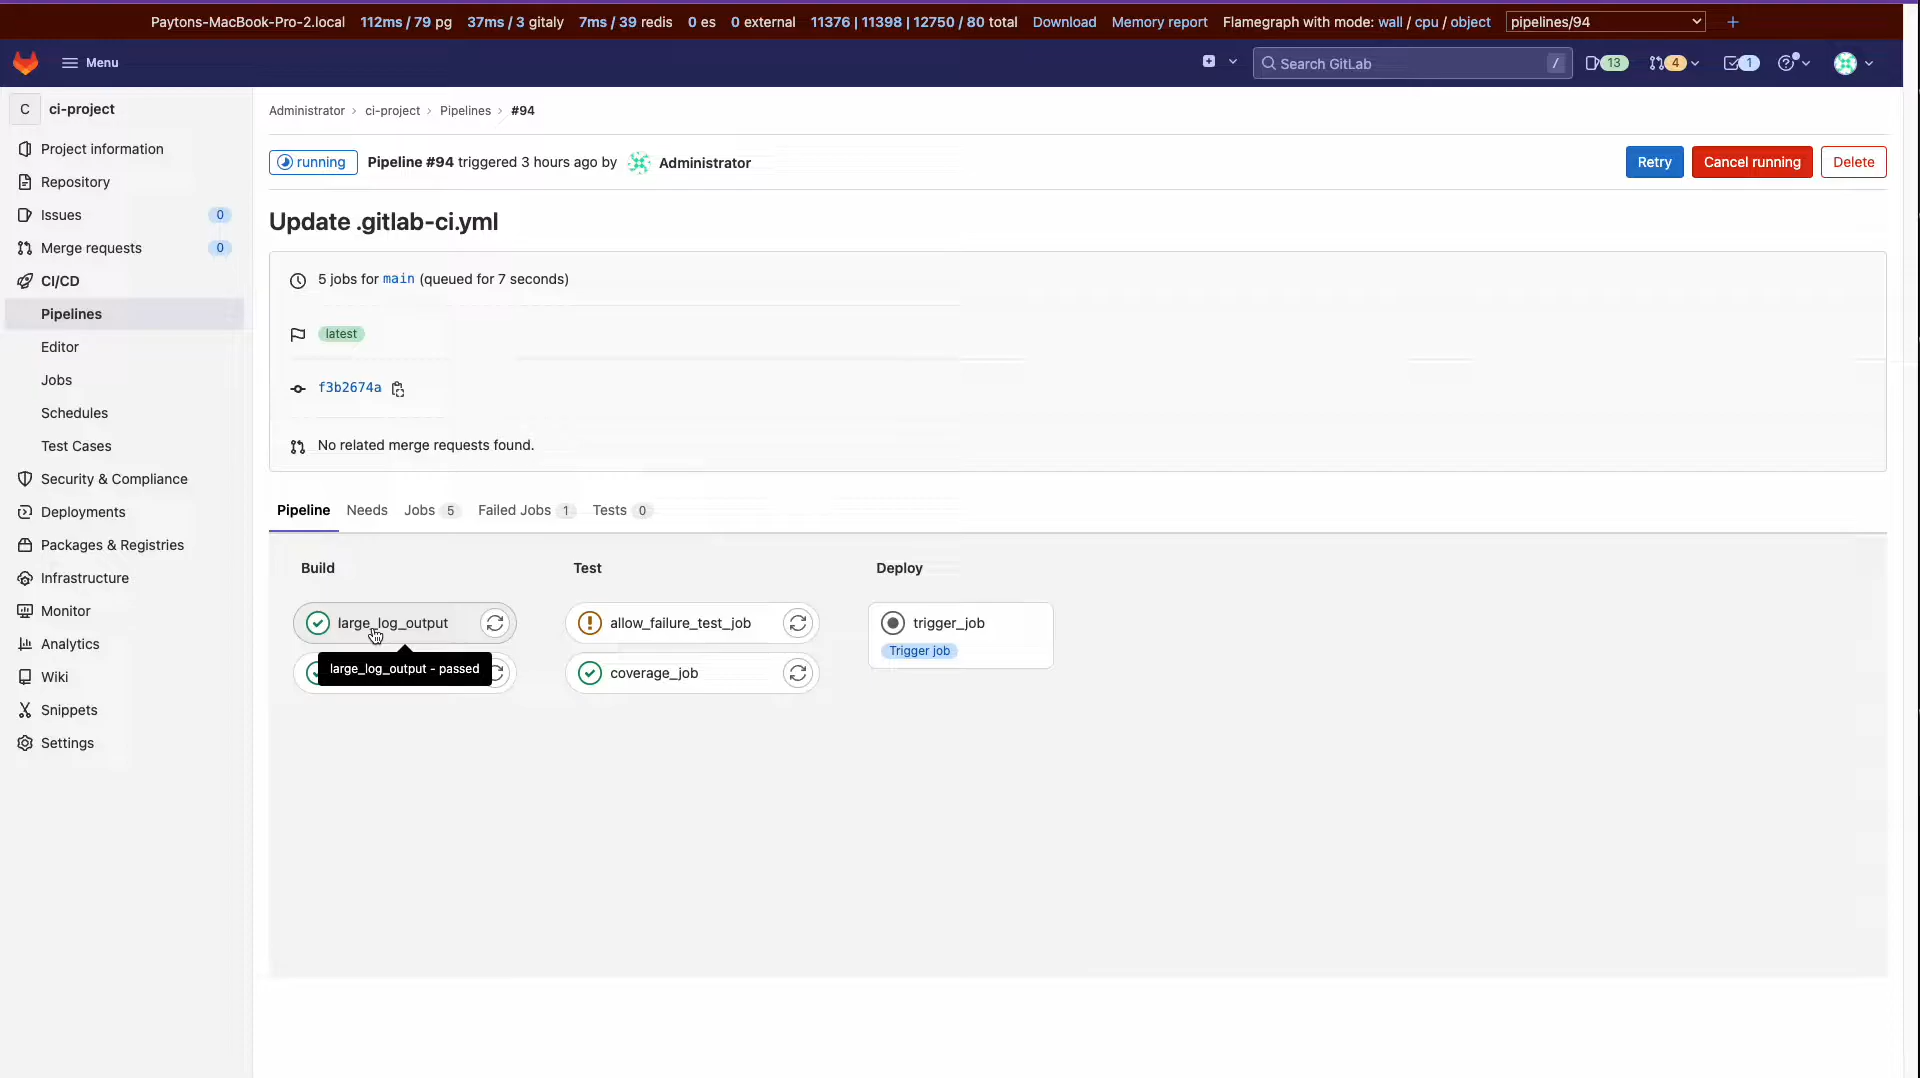 Paytons-MacBook-Pro-2.local 112ms / 79 pg 37ms / 3 gitaly 7ms / 39 redis 0 es 0 external 11376 | 11398 | 12750 / 80 total Download Memory report Flamegraph with mode: wall / cpu / object pipelines/94 +
Menu Search GitLab / 13 4 1
C ci-project
Project information
Repository
Issues 0
Merge requests 0
CI/CD
Pipelines
Editor
Jobs
Schedules
Test Cases
Security & Compliance
Deployments
Packages & Registries
Infrastructure
Monitor
Analytics
Wiki
Snippets
Settings
Administrator › ci-project › Pipelines › #94
running Pipeline #94 triggered 3 hours ago by Administrator Retry Cancel running Delete
Update .gitlab-ci.yml
5 jobs for main (queued for 7 seconds)
latest
f3b2674a
No related merge requests found.
Pipeline Needs Jobs 5 Failed Jobs 1 Tests 0
Build Test Deploy
large_log_output allow_failure_test_job trigger_job
Trigger job
large_log_output - passed coverage_job